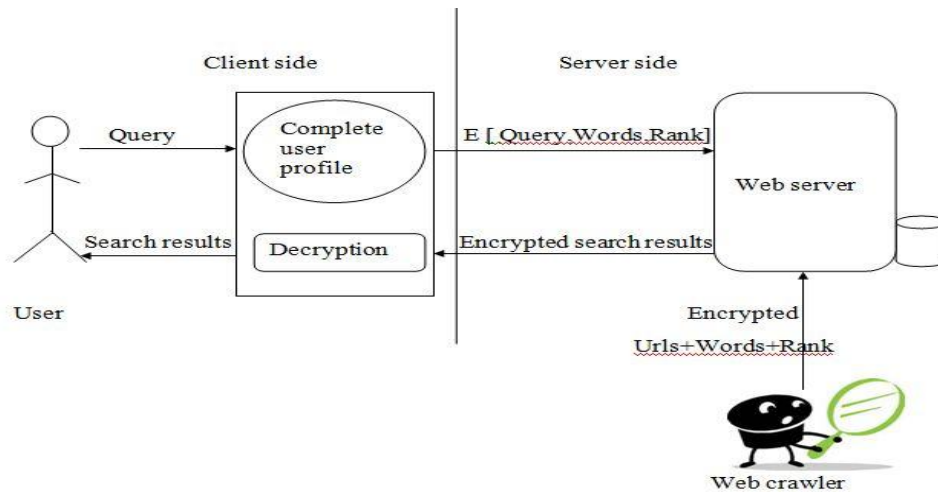 Client side
Server side
Query
Complete
user
profile
E [ Query,Words,Rank]
Web server
Search results
Decryption
Encrypted search results
User
Encrypted
Urls+Words+Rank
Web crawler